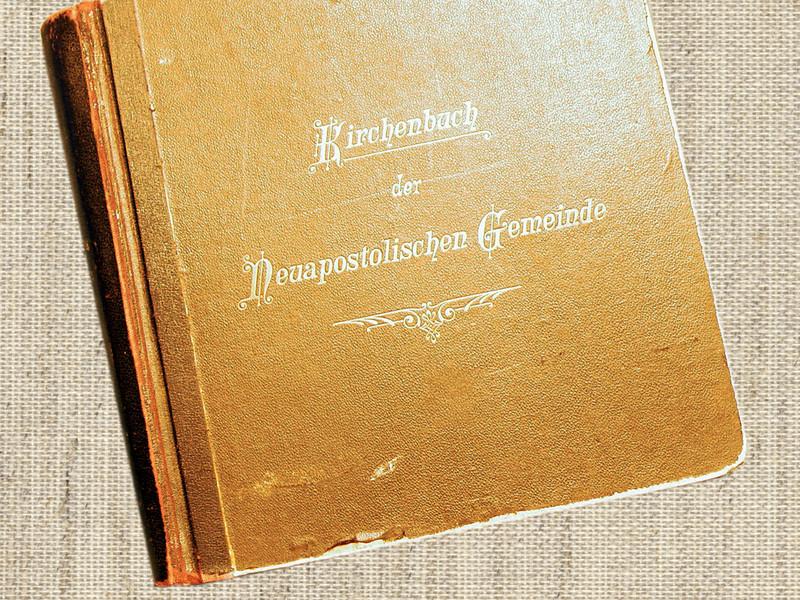 Kirchenbuch
der
Neuapostolischen Gemeinde